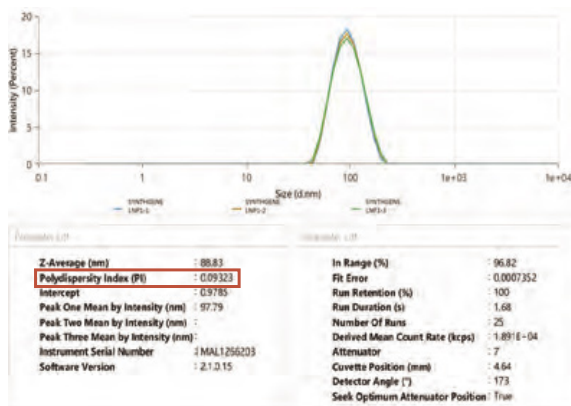 20
15
10
5
0
Intensity (Percent)
0.1 1 10 100 1e+03 1e+04
Size (d.nm)
SYNTHGENE LNP1-1
SYNTHGENE LNP1-2
SYNTHGENE LNP1-3
Z-Average (nm) : 88.83
Polydispersity Index (PI) : 0.09323
Intercept : 0.9785
Peak One Mean by Intensity (nm) : 97.79
Peak Two Mean by Intensity (nm) :
Peak Three Mean by Intensity (nm) :
Instrument Serial Number : MAL1256203
Software Version : 2.1.0.15
In Range (%) : 96.82
Fit Error : 0.0007352
Run Retention (%) : 100
Run Duration (s) : 1.68
Number Of Runs : 25
Derived Mean Count Rate (kcps) : 1.891E+04
Attenuator : 7
Cuvette Position (mm) : 4.64
Detector Angle (°) : 173
Seek Optimum Attenuator Position : True